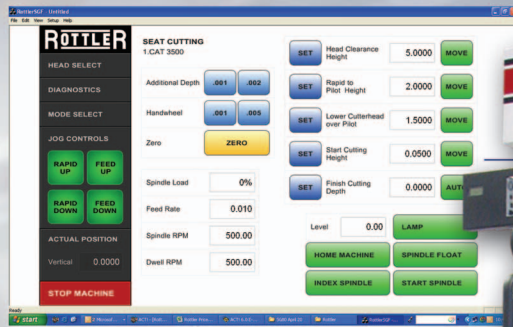 RottlerSGF - Untitled
File Edit View Setup Help
ROTTLER
HEAD SELECT
DIAGNOSTICS
MODE SELECT
JOG CONTROLS
RAPID UP
FEED UP
RAPID DOWN
FEED DOWN
ACTUAL POSITION
Vertical 0.0000
STOP MACHINE
SEAT CUTTING
1.CAT 3500
Additional Depth .001 .002
Handwheel .001 .005
Zero ZERO
Spindle Load 0%
Feed Rate 0.010
Spindle RPM 500.00
Dwell RPM 500.00
SET Head Clearance Height 5.0000 MOVE
SET Rapid to Pilot Height 2.0000 MOVE
SET Lower Cutterhead over Pilot 1.5000 MOVE
SET Start Cutting Height 0.0500 MOVE
SET Finish Cutting Depth 0.0000 AUT
Level 0.00 LAMP
HOME MACHINE SPINDLE FLOAT
INDEX SPINDLE START SPINDLE
Ready
start